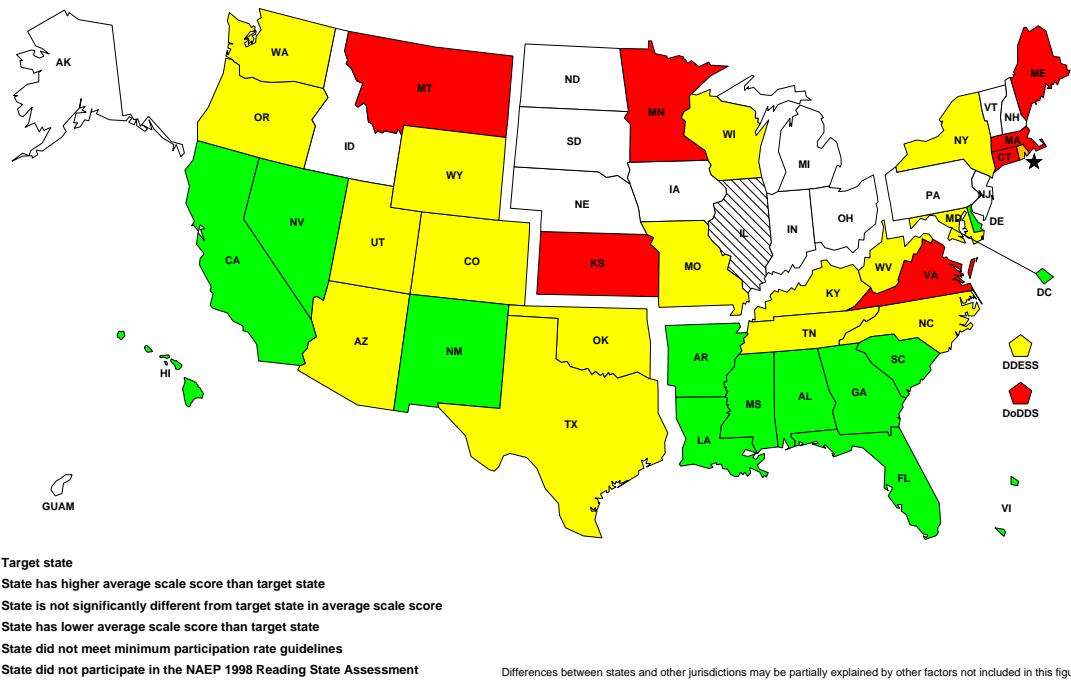 AK
WA
MT
ND
MN
ME
VT
NH
OR
ID
SD
WI
NY
MA
CT
WY
MI
IA
PA
NJ
NE
NV
UT
CO
IL
IN
OH
MD
DE
CA
KS
MO
WV
VA
DC
KY
AZ
NM
OK
TN
NC
AR
SC
DDESS
HI
MS
AL
GA
DoDDS
TX
LA
FL
GUAM
VI
Target state
State has higher average scale score than target state
State is not significantly different from target state in average scale score
State has lower average scale score than target state
State did not meet minimum participation rate guidelines
State did not participate in the NAEP 1998 Reading State Assessment
Differences between states and other jurisdictions may be partially explained by other factors not included in this figu